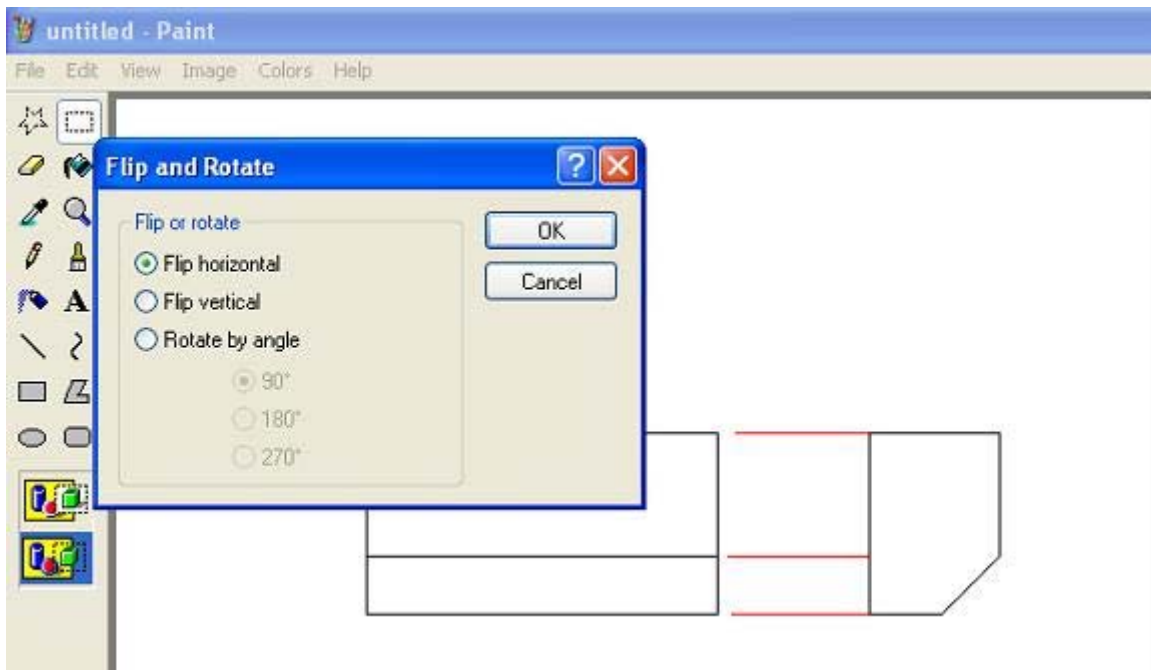 untitled - Paint
File Edit View Image Colors Help
Flip and Rotate
Flip or rotate
OK
Flip horizontal
Cancel
Flip vertical
Rotate by angle
90°
180°
270°
A